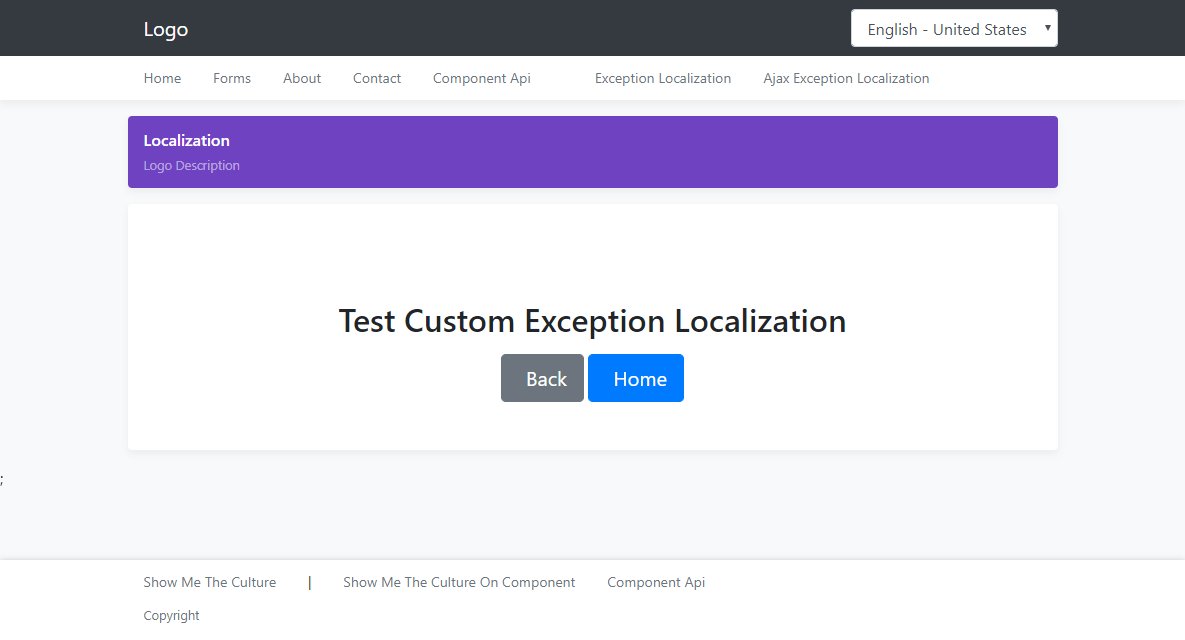 Logo
English - United States
Home Forms About Contact Component Api Exception Localization Ajax Exception Localization
Localization
Logo Description
Test Custom Exception Localization
Back Home
;
Show Me The Culture | Show Me The Culture On Component Component Api
Copyright